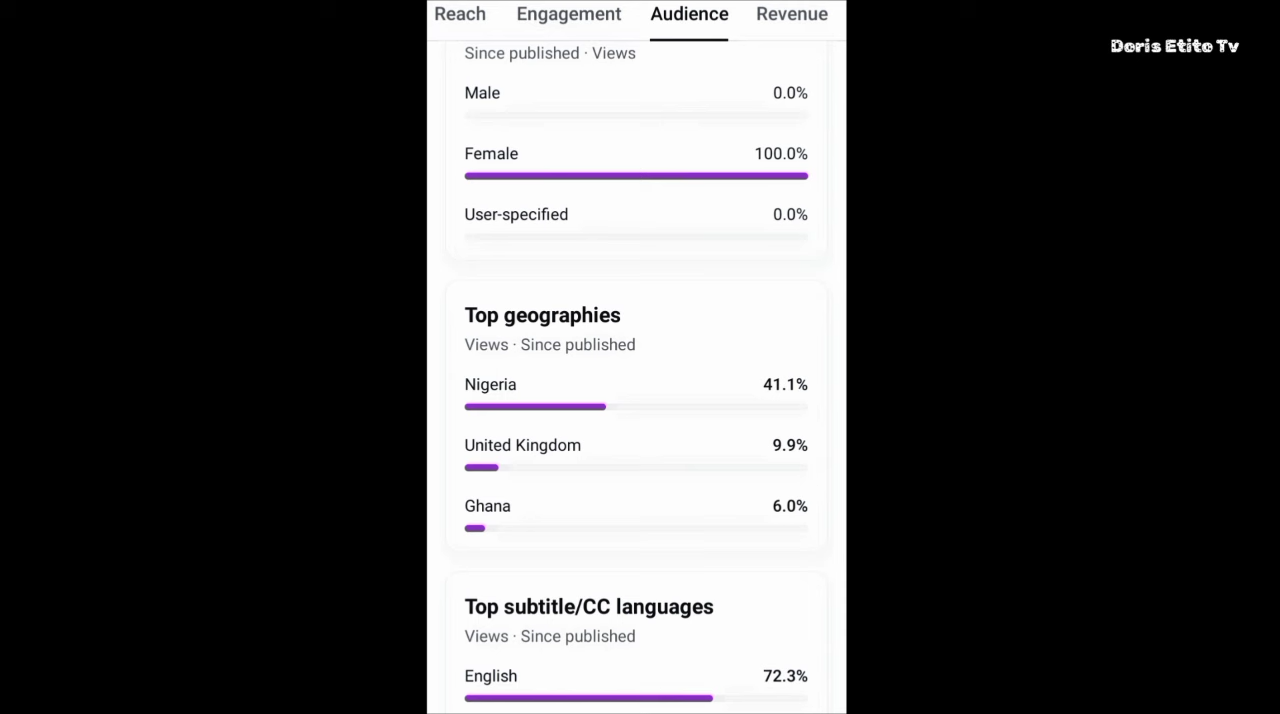 Reach Engagement Audience Revenue
Doris Etito Tv
Since published · Views
Male 0.0%
Female 100.0%
User-specified 0.0%
Top geographies
Views · Since published
Nigeria 41.1%
United Kingdom 9.9%
Ghana 6.0%
Top subtitle/CC languages
Views · Since published
English 72.3%